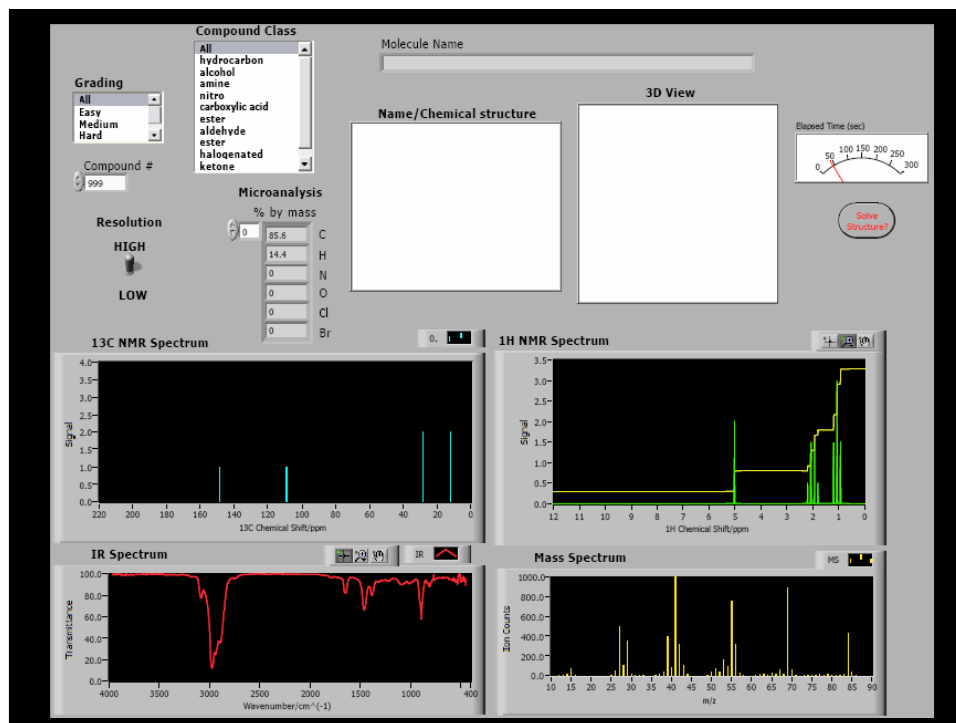 Compound Class
All
hydrocarbon
alcohol
amine
nitro
carboxylic acid
ester
aldehyde
ester
halogenated
ketone
Molecule Name
Grading
All
Easy
Medium
Hard
Compound #
999
Name/Chemical structure
3D View
Elapsed Time (sec)
0 50 100 150 200 250 300
Solve
Structure?
Resolution
HIGH
LOW
Microanalysis
% by mass
0
85.6 C
14.4 H
0 N
0 O
0 Cl
0 Br
13C NMR Spectrum
0.
4.0
3.5
3.0
2.5
2.0
1.5
1.0
0.5
0.0
Signal
220 200 180 160 140 120 100 80 60 40 20 0
13C Chemical Shift/ppm
1H NMR Spectrum
3.5
3.0
2.5
2.0
1.5
1.0
0.5
0.0
Signal
12 11 10 9 8 7 6 5 4 3 2 1 0
1H Chemical Shift/ppm
IR Spectrum
IR
100.0
80.0
60.0
40.0
20.0
0.0
Transmittance
4000 3000 2500 2000 1500 1000 400
Wavenumber/cm^(-1)
Mass Spectrum
MS
1000.0
800.0
600.0
400.0
200.0
0.0
Ion Counts
10 15 20 25 30 35 40 45 50 55 60 65 70 75 80 85 90
m/z